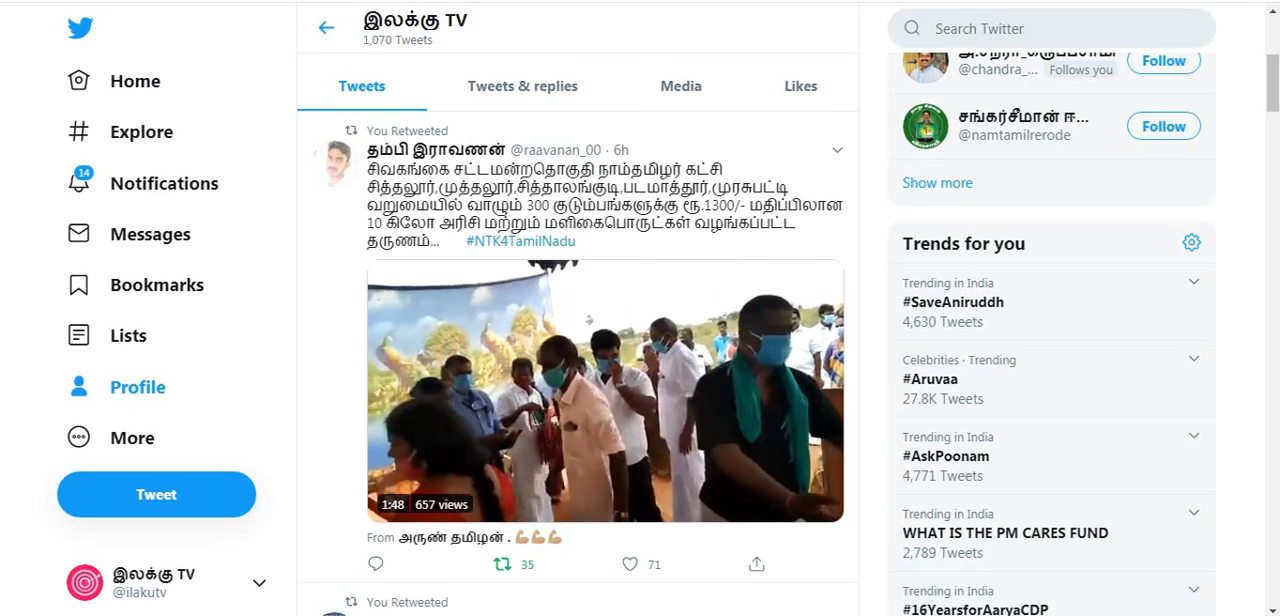 இலக்கு TV
1,070 Tweets
Search Twitter
Home
Explore
14
Notifications
Messages
Bookmarks
Lists
Profile
More
Tweet
இலக்கு TV
@ilakutv
Tweets
Tweets & replies
Media
Likes
You Retweeted
தம்பி இராவணன் @raavanan_00 · 6h
சிவகங்கை சட்டமன்றதொகுதி நாம்தமிழர் கட்சி
சித்தலூர்,முத்தலூர்,சித்தாலங்குடி,படமாத்தூர்,முரசுபட்டி
வறுமையில் வாழும் 300 குடும்பங்களுக்கு ரூ.1300/- மதிப்பிலான
10 கிலோ அரிசி மற்றும் மளிகைபொருட்கள் வழங்கப்பட்ட
தருணம்... #NTK4TamilNadu
1:48 657 views
From அருண் தமிழன் . 💪🏽💪🏽💪🏽
35
71
You Retweeted
@chandra_... Follows you
Follow
சங்கர்சீமான் ஈ...
@namtamilrerode
Follow
Show more
Trends for you
Trending in India
#SaveAniruddh
4,630 Tweets
Celebrities · Trending
#Aruvaa
27.8K Tweets
Trending in India
#AskPoonam
4,771 Tweets
Trending in India
WHAT IS THE PM CARES FUND
2,789 Tweets
Trending in India
#16YearsforAaryaCDP